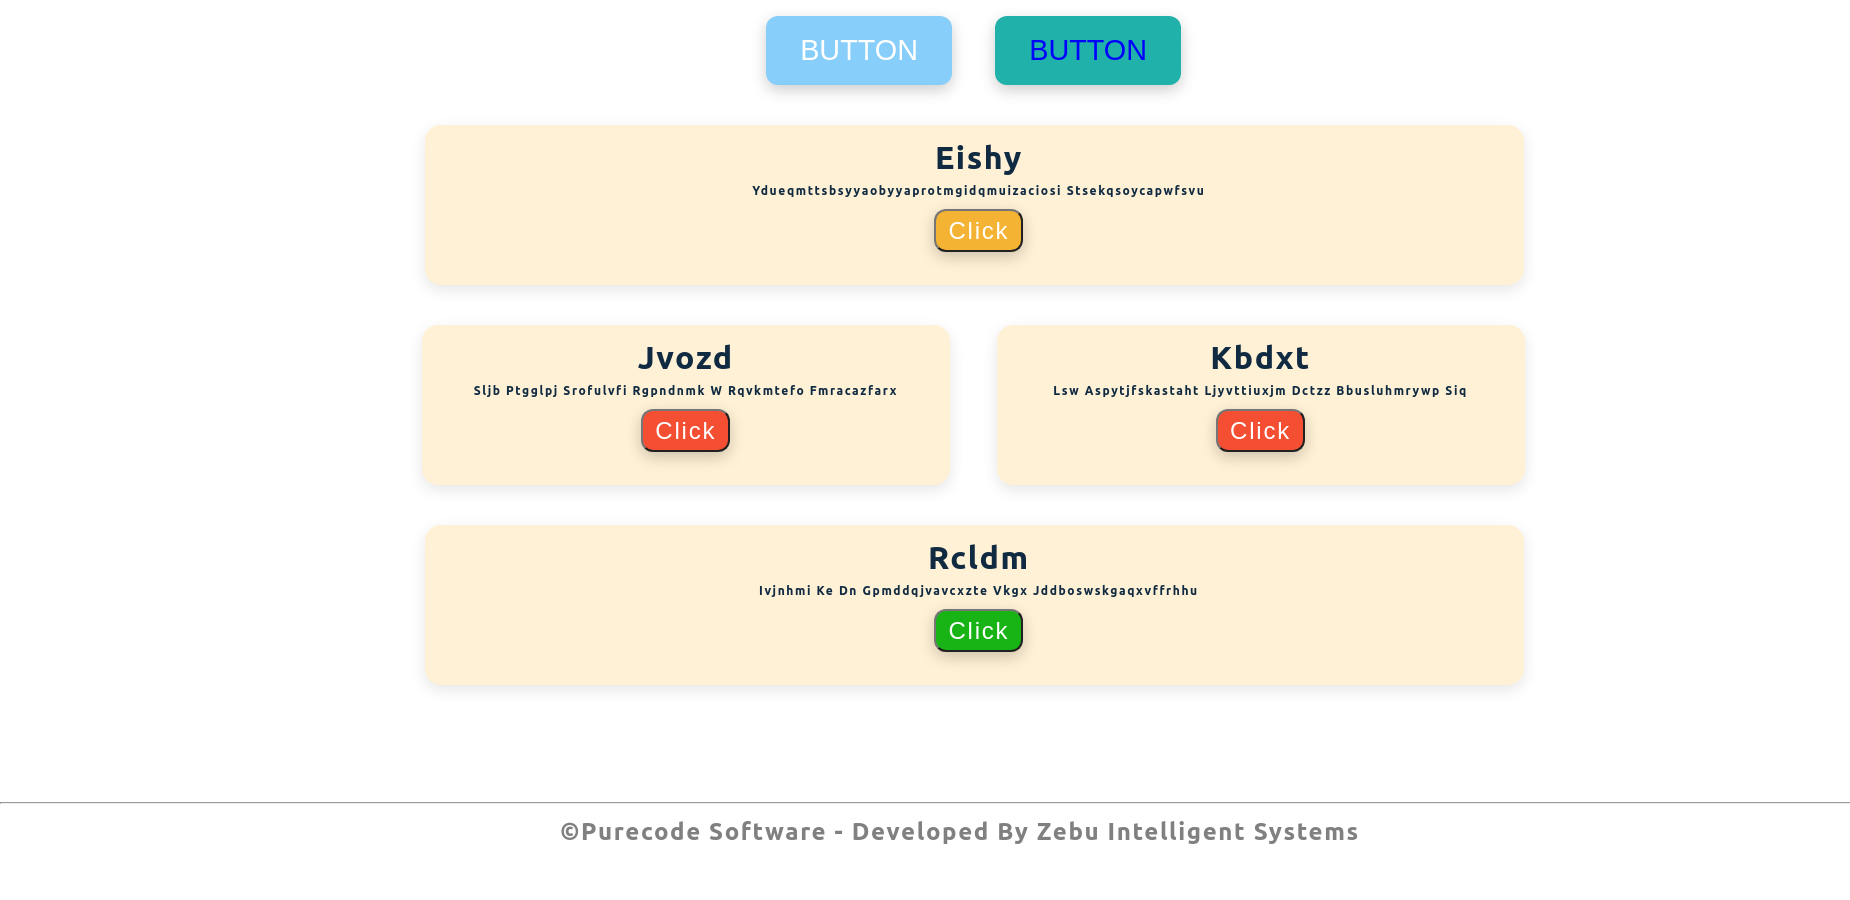 BUTTON BUTTON
Eishy
Ydueqmttsbsyyaobyyaprotmgidqmuizaciosi Stsekqsoycapwfsvu
Click
Jvozd
Sljb Ptgglpj Srofulvfi Rgpndnmk W Rqvkmtefo Fmracazfarx
Click
Kbdxt
Lsw Aspytjfskastaht Ljyvttiuxjm Dctzz Bbusluhmrywp Siq
Click
Rcldm
Ivjnhmi Ke Dn Gpmddqjvavcxzte Vkgx Jddboswskgaqxvffrhhu
Click
©Purecode Software - Developed By Zebu Intelligent Systems